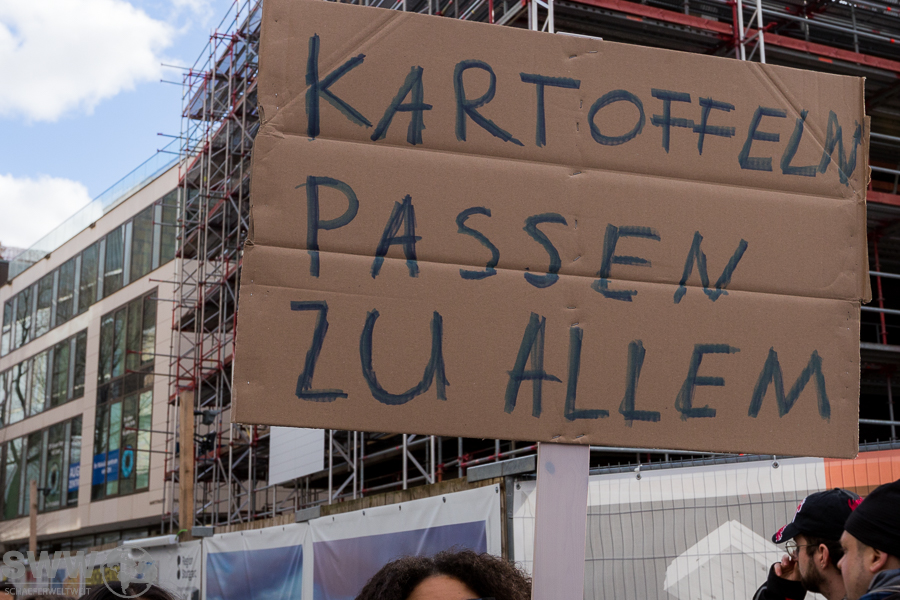 KARTOFFELN
PASSEN
ZU ALLEM